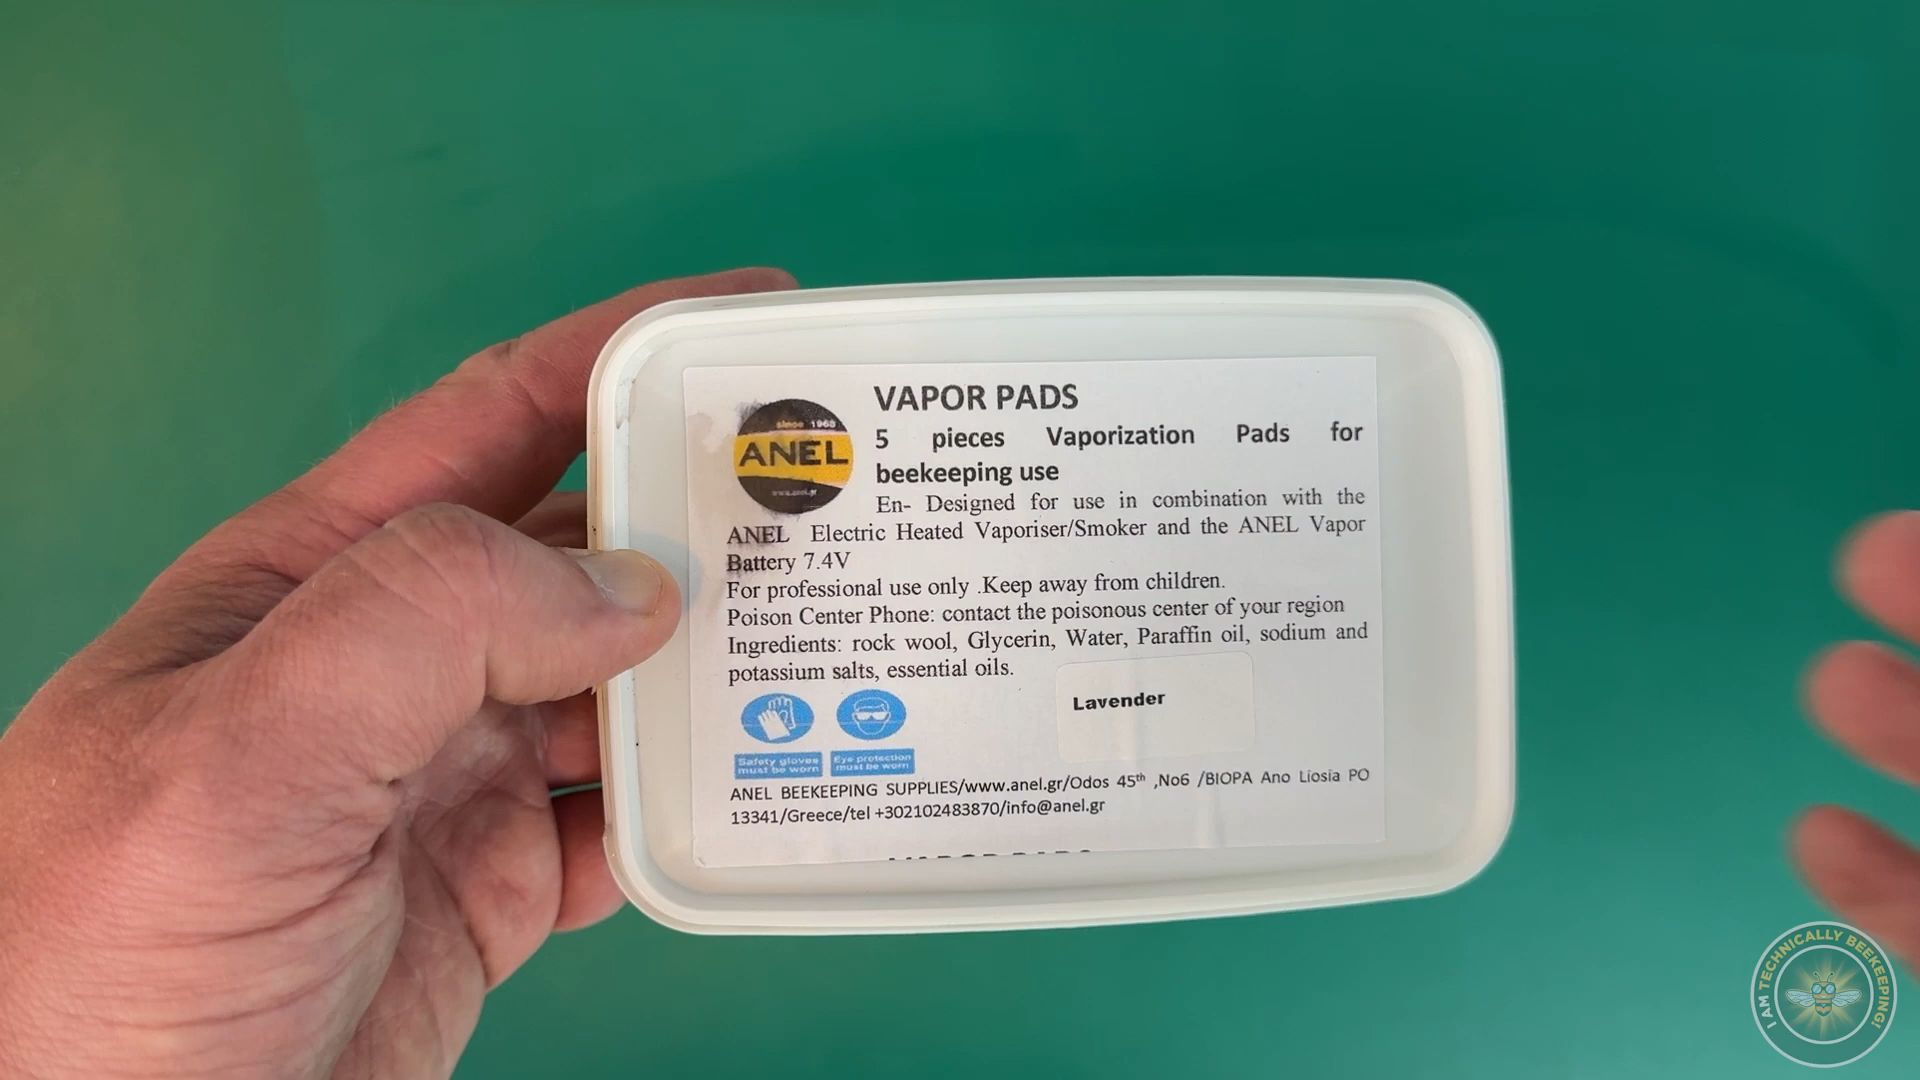 VAPOR PADS
5 pieces Vaporization Pads for
beekeeping use
since 1968
ANEL
www.anel.gr
En- Designed for use in combination with the
ANEL Electric Heated Vaporiser/Smoker and the ANEL Vapor
Battery 7.4V
For professional use only .Keep away from children.
Poison Center Phone: contact the poisonous center of your region
Ingredients: rock wool, Glycerin, Water, Paraffin oil, sodium and
potassium salts, essential oils.
Lavender
Safety gloves
must be worn
Eye protection
must be worn
ANEL BEEKEEPING SUPPLIES/www.anel.gr/Odos 45th ,No6 /BIOPA Ano Liosia PO
13341/Greece/tel +302102483870/info@anel.gr
I AM TECHNICALLY BEEKEEPING!